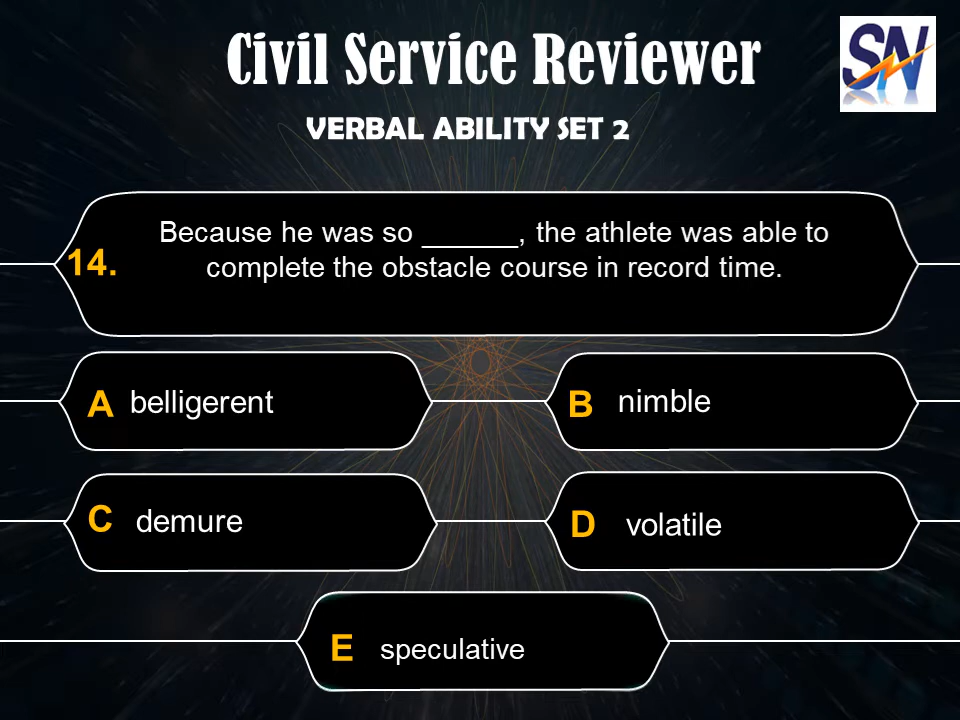 Civil Service Reviewer
SN
VERBAL ABILITY SET 2
14.
Because he was so ______, the athlete was able to
complete the obstacle course in record time.
A belligerent
B nimble
C demure
D volatile
E speculative